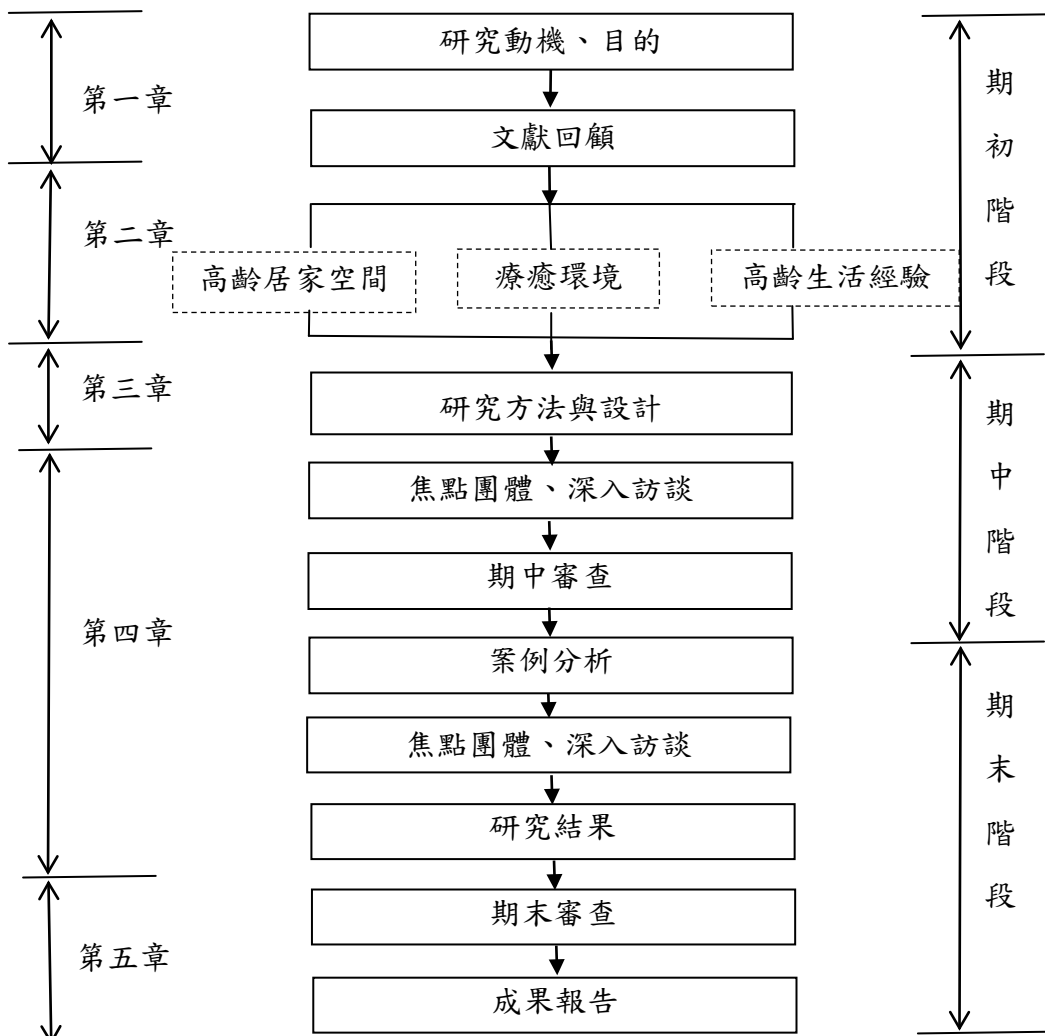 研究動機、目的
第一章
文獻回顧
第二章
高齡居家空間
療癒環境
高齡生活經驗
期初階段
第三章
研究方法與設計
焦點團體、深入訪談
期中審查
期中階段
第四章
案例分析
焦點團體、深入訪談
研究結果
期末階段
期末審查
第五章
成果報告